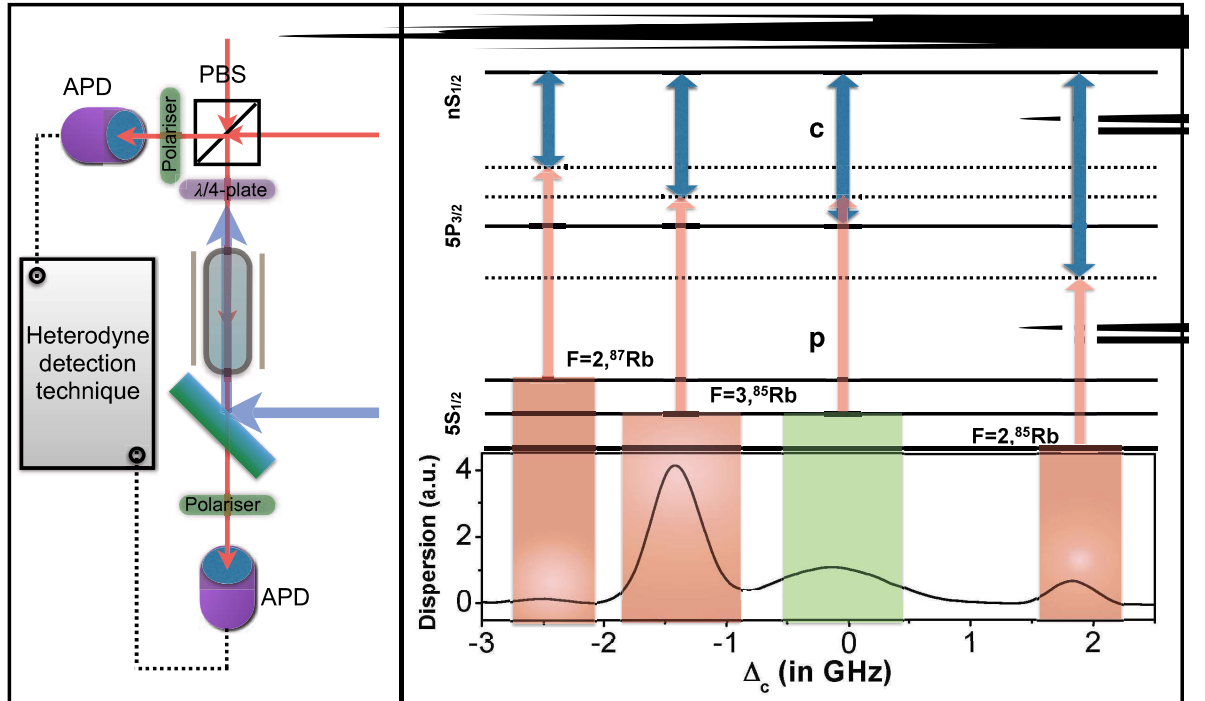 APD
PBS
Polariser
λ/4-plate
Heterodyne
detection
technique
Polariser
APD
nS1/2
c
5P3/2
p
F=2,87Rb
F=3,85Rb
5S1/2
F=2,85Rb
Dispersion (a.u.)
4
2
0
-3 -2 -1 0 1 2
Δc (in GHz)